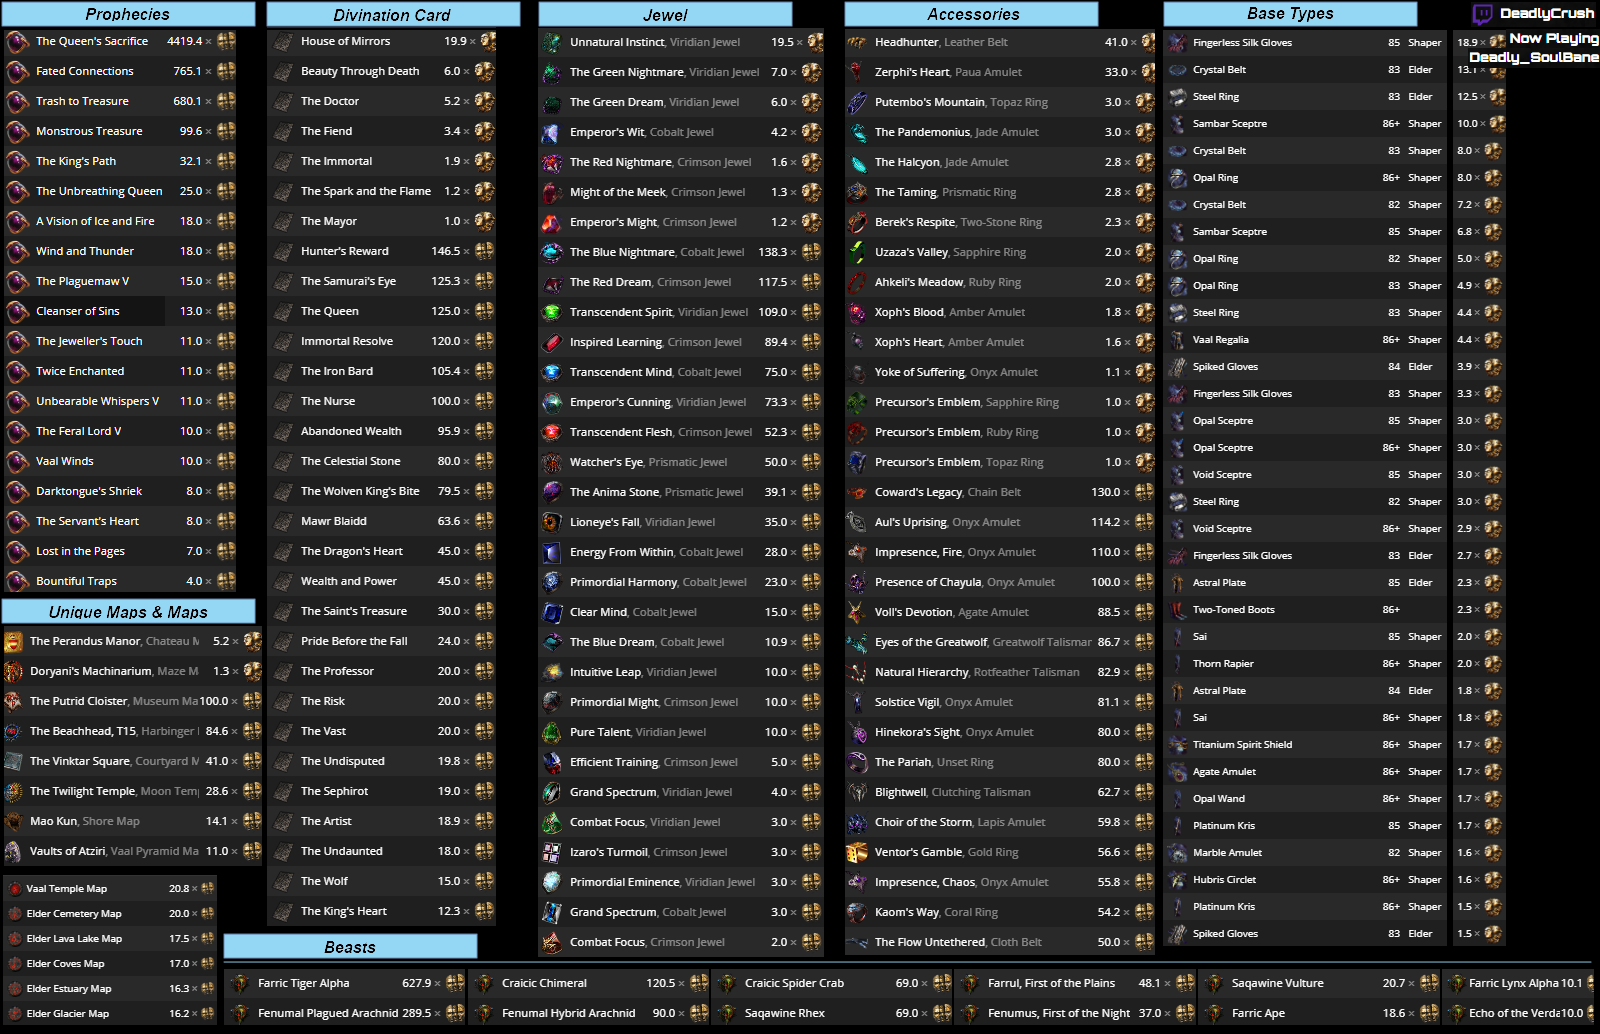 Prophecies
The Queen's Sacrifice 4419.4 ×
Fated Connections 765.1 ×
Trash to Treasure 680.1 ×
Monstrous Treasure 99.6 ×
The King's Path 32.1 ×
The Unbreathing Queen 25.0 ×
A Vision of Ice and Fire 18.0 ×
Wind and Thunder 18.0 ×
The Plaguemaw V 15.0 ×
Cleanser of Sins 13.0 ×
The Jeweller's Touch 11.0 ×
Twice Enchanted 11.0 ×
Unbearable Whispers V 11.0 ×
The Feral Lord V 10.0 ×
Vaal Winds 10.0 ×
Darktongue's Shriek 8.0 ×
The Servant's Heart 8.0 ×
Lost in the Pages 7.0 ×
Bountiful Traps 4.0 ×
Unique Maps & Maps
The Perandus Manor, Chateau M 5.2 ×
Doryani's Machinarium, Maze M 1.3 ×
The Putrid Cloister, Museum Ma 100.0 ×
The Beachhead, T15, Harbinger 84.6 ×
The Vinktar Square, Courtyard M 41.0 ×
The Twilight Temple, Moon Tem 28.6 ×
Mao Kun, Shore Map 14.1 ×
Vaults of Atziri, Vaal Pyramid Ma 11.0 ×
Vaal Temple Map 20.8 ×
Elder Cemetery Map 20.0 ×
Elder Lava Lake Map 17.5 ×
Elder Coves Map 17.0 ×
Elder Estuary Map 16.3 ×
Elder Glacier Map 16.2 ×
Divination Card
House of Mirrors 19.9 ×
Beauty Through Death 6.0 ×
The Doctor 5.2 ×
The Fiend 3.4 ×
The Immortal 1.9 ×
The Spark and the Flame 1.2 ×
The Mayor 1.0 ×
Hunter's Reward 146.5 ×
The Samurai's Eye 125.3 ×
The Queen 125.0 ×
Immortal Resolve 120.0 ×
The Iron Bard 105.4 ×
The Nurse 100.0 ×
Abandoned Wealth 95.9 ×
The Celestial Stone 80.0 ×
The Wolven King's Bite 79.5 ×
Mawr Blaidd 63.6 ×
The Dragon's Heart 45.0 ×
Wealth and Power 45.0 ×
The Saint's Treasure 30.0 ×
Pride Before the Fall 24.0 ×
The Professor 20.0 ×
The Risk 20.0 ×
The Vast 20.0 ×
The Undisputed 19.8 ×
The Sephirot 19.0 ×
The Artist 18.9 ×
The Undaunted 18.0 ×
The Wolf 15.0 ×
The King's Heart 12.3 ×
Jewel
Unnatural Instinct, Viridian Jewel 19.5 ×
The Green Nightmare, Viridian Jewel 7.0 ×
The Green Dream, Viridian Jewel 6.0 ×
Emperor's Wit, Cobalt Jewel 4.2 ×
The Red Nightmare, Crimson Jewel 1.6 ×
Might of the Meek, Crimson Jewel 1.3 ×
Emperor's Might, Crimson Jewel 1.2 ×
The Blue Nightmare, Cobalt Jewel 138.3 ×
The Red Dream, Crimson Jewel 117.5 ×
Transcendent Spirit, Viridian Jewel 109.0 ×
Inspired Learning, Crimson Jewel 89.4 ×
Transcendent Mind, Cobalt Jewel 75.0 ×
Emperor's Cunning, Viridian Jewel 73.3 ×
Transcendent Flesh, Crimson Jewel 52.3 ×
Watcher's Eye, Prismatic Jewel 50.0 ×
The Anima Stone, Prismatic Jewel 39.1 ×
Lioneye's Fall, Viridian Jewel 35.0 ×
Energy From Within, Cobalt Jewel 28.0 ×
Primordial Harmony, Cobalt Jewel 23.0 ×
Clear Mind, Cobalt Jewel 15.0 ×
The Blue Dream, Cobalt Jewel 10.9 ×
Intuitive Leap, Viridian Jewel 10.0 ×
Primordial Might, Crimson Jewel 10.0 ×
Pure Talent, Viridian Jewel 10.0 ×
Efficient Training, Crimson Jewel 5.0 ×
Grand Spectrum, Viridian Jewel 4.0 ×
Combat Focus, Viridian Jewel 3.0 ×
Izaro's Turmoil, Crimson Jewel 3.0 ×
Primordial Eminence, Viridian Jewel 3.0 ×
Grand Spectrum, Cobalt Jewel 3.0 ×
Combat Focus, Crimson Jewel 2.0 ×
Accessories
Headhunter, Leather Belt 41.0 ×
Zerphi's Heart, Paua Amulet 33.0 ×
Putembo's Mountain, Topaz Ring 3.0 ×
The Pandemonius, Jade Amulet 3.0 ×
The Halcyon, Jade Amulet 2.8 ×
The Taming, Prismatic Ring 2.8 ×
Berek's Respite, Two-Stone Ring 2.3 ×
Uzaza's Valley, Sapphire Ring 2.0 ×
Ahkeli's Meadow, Ruby Ring 2.0 ×
Xoph's Blood, Amber Amulet 1.8 ×
Xoph's Heart, Amber Amulet 1.6 ×
Yoke of Suffering, Onyx Amulet 1.1 ×
Precursor's Emblem, Sapphire Ring 1.0 ×
Precursor's Emblem, Ruby Ring 1.0 ×
Precursor's Emblem, Topaz Ring 1.0 ×
Coward's Legacy, Chain Belt 130.0 ×
Aul's Uprising, Onyx Amulet 114.2 ×
Impresence, Fire, Onyx Amulet 110.0 ×
Presence of Chayula, Onyx Amulet 100.0 ×
Voll's Devotion, Agate Amulet 88.5 ×
Eyes of the Greatwolf, Greatwolf Talisman 86.7 ×
Natural Hierarchy, Rotfeather Talisman 82.9 ×
Solstice Vigil, Onyx Amulet 81.1 ×
Hinekora's Sight, Onyx Amulet 80.0 ×
The Pariah, Unset Ring 80.0 ×
Blightwell, Clutching Talisman 62.7 ×
Choir of the Storm, Lapis Amulet 59.8 ×
Ventor's Gamble, Gold Ring 56.6 ×
Impresence, Chaos, Onyx Amulet 55.8 ×
Kaom's Way, Coral Ring 54.2 ×
The Flow Untethered, Cloth Belt 50.0 ×
Base Types
DeadlyCrush
Now Playing
Deadly_SoulBane
Fingerless Silk Gloves 85 Shaper 18.9 ×
Crystal Belt 83 Elder 13.1 ×
Steel Ring 83 Elder 12.5 ×
Sambar Sceptre 86+ Shaper 10.0 ×
Crystal Belt 83 Shaper 8.0 ×
Opal Ring 86+ Shaper 8.0 ×
Crystal Belt 82 Shaper 7.2 ×
Sambar Sceptre 85 Shaper 6.8 ×
Opal Ring 82 Shaper 5.0 ×
Opal Ring 83 Shaper 4.9 ×
Steel Ring 83 Shaper 4.4 ×
Vaal Regalia 86+ Shaper 4.4 ×
Spiked Gloves 84 Elder 3.9 ×
Fingerless Silk Gloves 83 Shaper 3.3 ×
Opal Sceptre 85 Shaper 3.0 ×
Opal Sceptre 86+ Shaper 3.0 ×
Void Sceptre 85 Shaper 3.0 ×
Steel Ring 82 Shaper 3.0 ×
Void Sceptre 86+ Shaper 2.9 ×
Fingerless Silk Gloves 83 Elder 2.7 ×
Astral Plate 85 Elder 2.3 ×
Two-Toned Boots 86+ 2.3 ×
Sai 85 Shaper 2.0 ×
Thorn Rapier 86+ Shaper 2.0 ×
Astral Plate 84 Elder 1.8 ×
Sai 86+ Shaper 1.8 ×
Titanium Spirit Shield 86+ Shaper 1.7 ×
Agate Amulet 86+ Shaper 1.7 ×
Opal Wand 86+ Shaper 1.7 ×
Platinum Kris 85 Shaper 1.7 ×
Marble Amulet 82 Shaper 1.6 ×
Hubris Circlet 86+ Shaper 1.6 ×
Platinum Kris 86+ Shaper 1.5 ×
Spiked Gloves 83 Elder 1.5 ×
Beasts
Farric Tiger Alpha 627.9 × Craicic Chimeral 120.5 × Craicic Spider Crab 69.0 × Farrul, First of the Plains 48.1 × Saqawine Vulture 20.7 × Farric Lynx Alpha 10.1
Fenumal Plagued Arachnid 289.5 × Fenumal Hybrid Arachnid 90.0 × Saqawine Rhex 69.0 × Fenumus, First of the Night 37.0 × Farric Ape 18.6 × Echo of the Verda 10.0